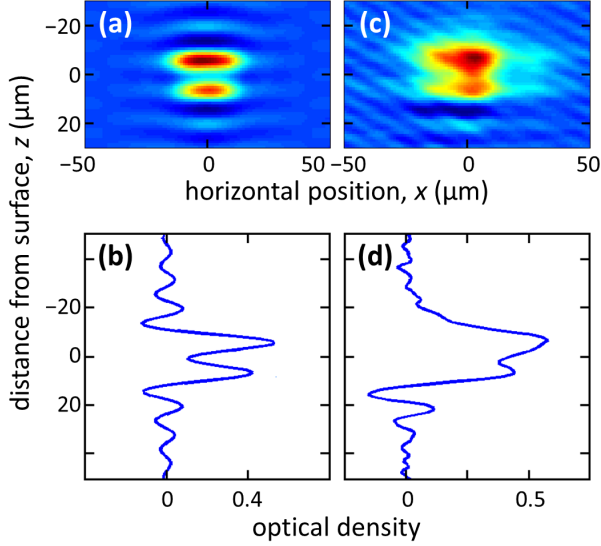 (a)
(c)
−20
0
20
−50
0
50
−50
0
50
horizontal position, x (μm)
distance from surface, z (μm)
(b)
(d)
−20
0
20
0
0.4
0
0.5
optical density